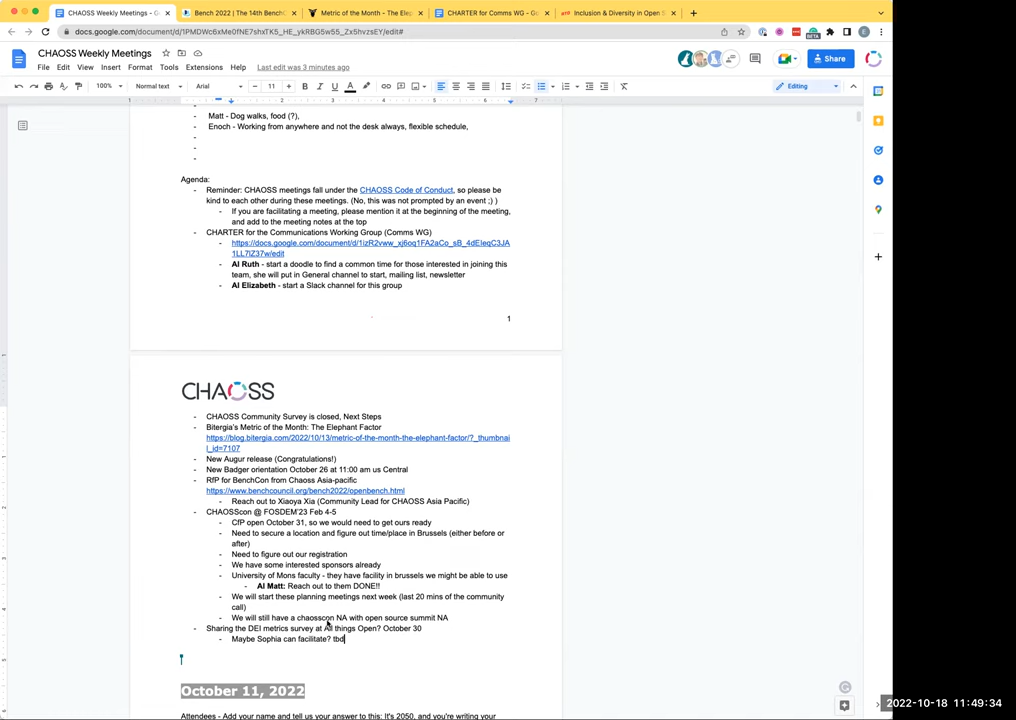 CHAOSS Weekly Meetings - G
Bench 2022 | The 14th Bench
Metric of the Month - The Ele
CHARTER for Comms WG - G
Inclusion & Diversity in Open S
docs.google.com/document/d/1PMDWc6xMe0fNE7shxTK5_HE_ykRBG5w55_Zx5hvzsEY/edit#
CHAOSS Weekly Meetings
File Edit View Insert Format Tools Extensions Help Last edit was 3 minutes ago
Share
100% Normal text Arial 11 Editing
- Matt - Dog walks, food (?),
- Enoch - Working from anywhere and not the desk always, flexible schedule,
-
-
-
Agenda:
- Reminder: CHAOSS meetings fall under the CHAOSS Code of Conduct, so please be
kind to each other during these meetings. (No, this was not prompted by an event ;) )
- If you are facilitating a meeting, please mention it at the beginning of the meeting,
and add to the meeting notes at the top
- CHARTER for the Communications Working Group (Comms WG)
- https://docs.google.com/document/d/1izR2vww_xj6oq1FA2aCo_sB_4dEIeqC3JA
1LL7lZ37w/edit
- AI Ruth - start a doodle to find a common time for those interested in joining this
team, she will put in General channel to start, mailing list, newsletter
- AI Elizabeth - start a Slack channel for this group
1
CHAOSS
- CHAOSS Community Survey is closed, Next Steps
- Bitergia's Metric of the Month: The Elephant Factor
https://blog.bitergia.com/2022/10/13/metric-of-the-month-the-elephant-factor/?_thumbnai
l_id=7107
- New Augur release (Congratulations!)
- New Badger orientation October 26 at 11:00 am us Central
- RfP for BenchCon from Chaoss Asia-pacific
https://www.benchcouncil.org/bench2022/openbench.html
- Reach out to Xiaoya Xia (Community Lead for CHAOSS Asia Pacific)
- CHAOSScon @ FOSDEM'23 Feb 4-5
- CfP open October 31, so we would need to get ours ready
- Need to secure a location and figure out time/place in Brussels (either before or
after)
- Need to figure out our registration
- We have some interested sponsors already
- University of Mons faculty - they have facility in brussels we might be able to use
- AI Matt: Reach out to them DONE!!
- We will start these planning meetings next week (last 20 mins of the community
call)
- We will still have a chaosscon NA with open source summit NA
- Sharing the DEI metrics survey at All things Open? October 30
- Maybe Sophia can facilitate? tbd
October 11, 2022
Attendees - Add your name and tell us your answer to this: It's 2050, and you're writing your
2022-10-18 11:49:34